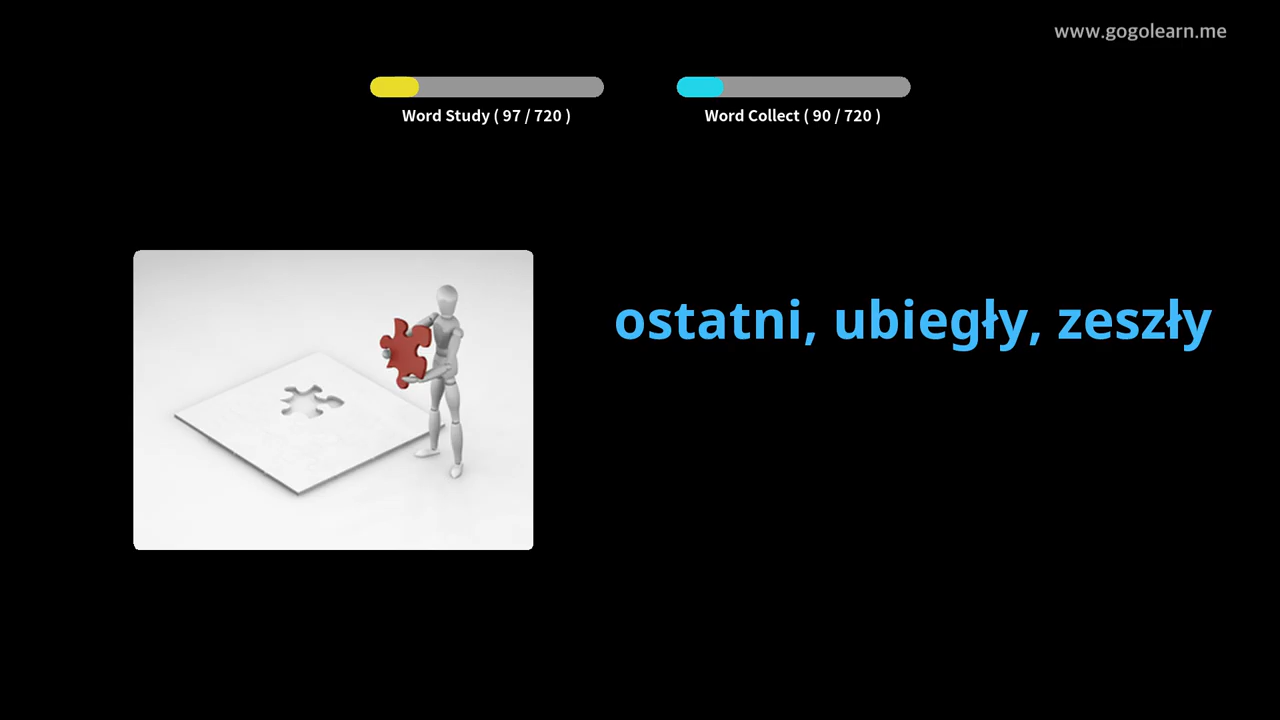 www.gogolearn.me
Word Study ( 97 / 720 )
Word Collect ( 90 / 720 )
ostatni, ubiegły, zeszły